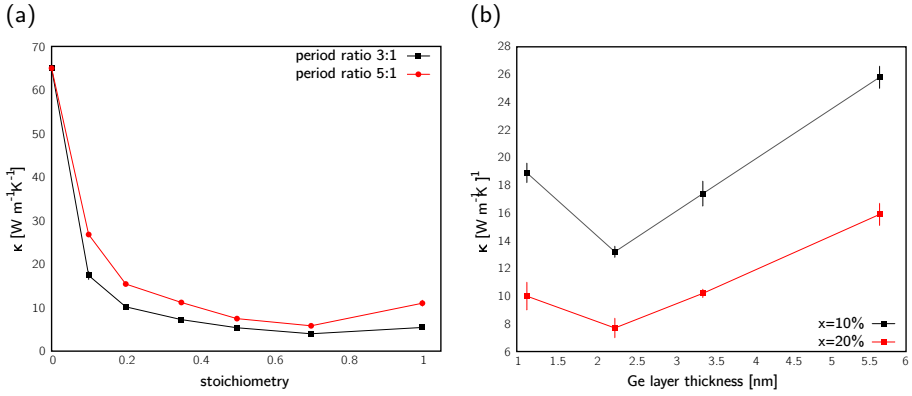 (a)
70
60
50
40
30
20
10
0
κ [W m⁻¹K⁻¹]
period ratio 3:1
period ratio 5:1
0 0.2 0.4 0.6 0.8 1
stoichiometry
(b)
28
26
24
22
20
18
16
14
12
10
8
6
κ [W m⁻¹K ]¹
x=10%
x=20%
1 1.5 2 2.5 3 3.5 4 4.5 5 5.5 6
Ge layer thickness [nm]